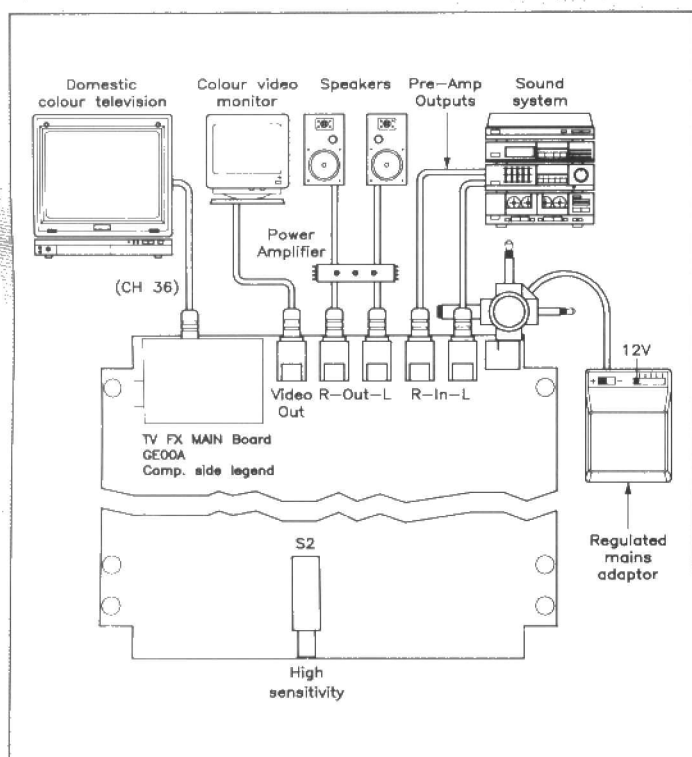 Domestic
colour television
Colour video
monitor
Speakers
Pre-Amp
Outputs
Sound
system
Power
Amplifier
(CH 36)
12V
+ -
Video
Out
R-Out-L
R-In-L
TV FX MAIN Board
GE00A
Comp. side legend
Regulated
mains
adaptor
S2
High
sensitivity